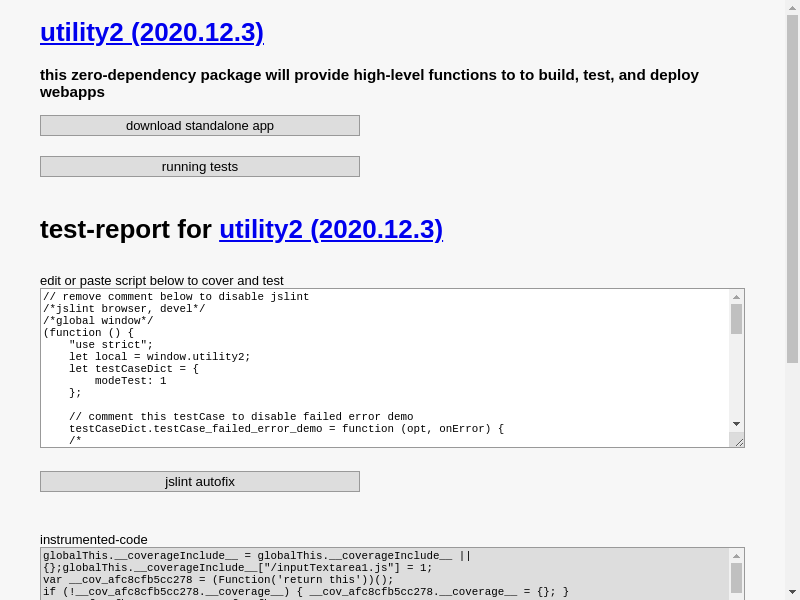 utility2 (2020.12.3)
this zero-dependency package will provide high-level functions to to build, test, and deploy
webapps
download standalone app
running tests
test-report for utility2 (2020.12.3)
edit or paste script below to cover and test
// remove comment below to disable jslint
/*jslint browser, devel*/
/*global window*/
(function () {
    "use strict";
    let local = window.utility2;
    let testCaseDict = {
        modeTest: 1
    };
    // comment this testCase to disable failed error demo
    testCaseDict.testCase_failed_error_demo = function (opt, onError) {
    /*
jslint autofix
instrumented-code
globalThis.__coverageInclude__ = globalThis.__coverageInclude__ ||
{};globalThis.__coverageInclude__["/inputTextarea1.js"] = 1;
var __cov_afc8cfb5cc278 = (Function('return this'))();
if (!__cov_afc8cfb5cc278.__coverage__) { __cov_afc8cfb5cc278.__coverage__ = {}; }